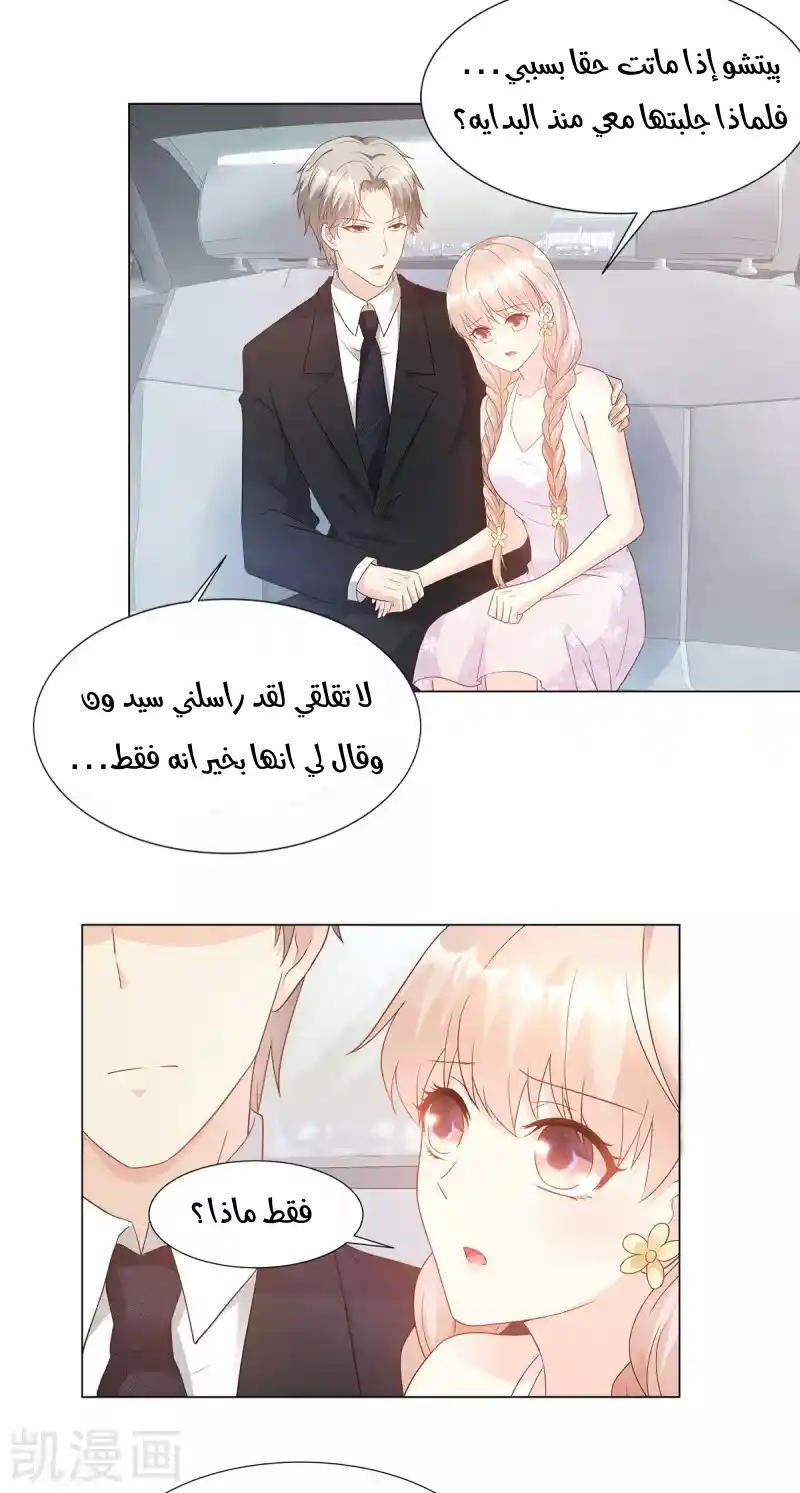 بيتشو إذا ماتت حقا بسببي...
فلماذا جلبتها معي منذ البدايه؟
لا تقلقي لقد راسلني سيد ون
وقال لي انها بخير انه فقط...
فقط ماذا؟
凯漫画